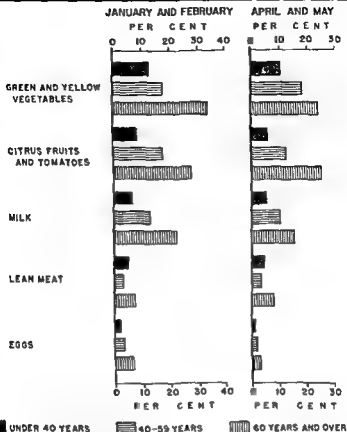 JANUARY AND FEBRUARY
PER CENT
0 10 20 30 40
APRIL AND MAY
PER CENT
0 10 20 30
GREEN AND YELLOW
VEGETABLES
CITRUS FRUITS
AND TOMATOES
MILK
LEAN MEAT
EGGS
0 10 20 30 40
PER CENT
0 10 20 30 40
PER CENT
UNDER 40 YEARS
40-59 YEARS
60 YEARS AND OVER